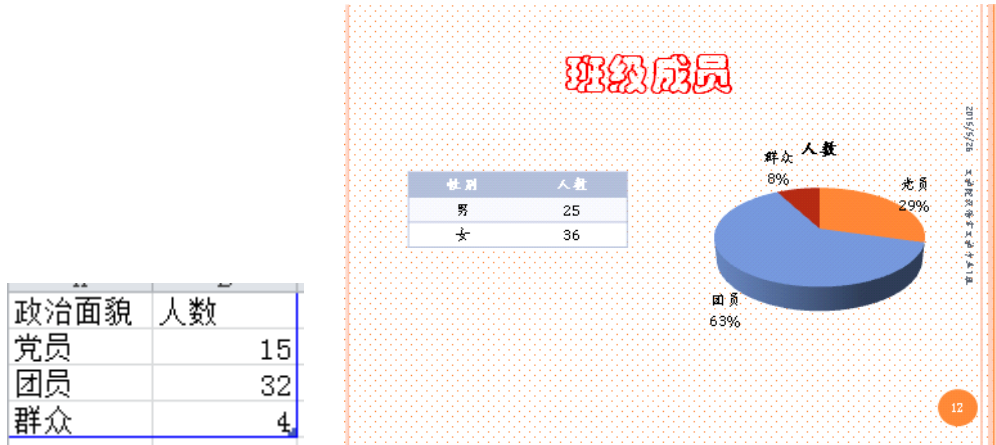 政治面貌 人数
党员 15
团员 32
群众 4
班级成员
性别 人数
男 25
女 36
人数
群众
8%
党员
29%
团员
63%
2015/5/26
12